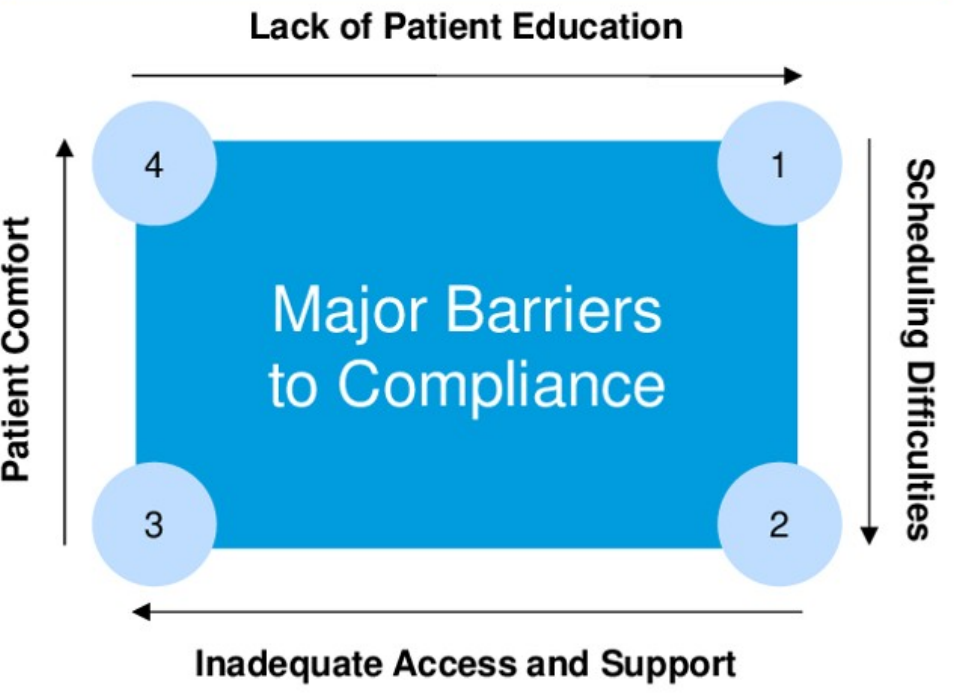 Lack of Patient Education
4
1
Patient Comfort
Scheduling Difficulties
Major Barriers
to Compliance
3
2
Inadequate Access and Support